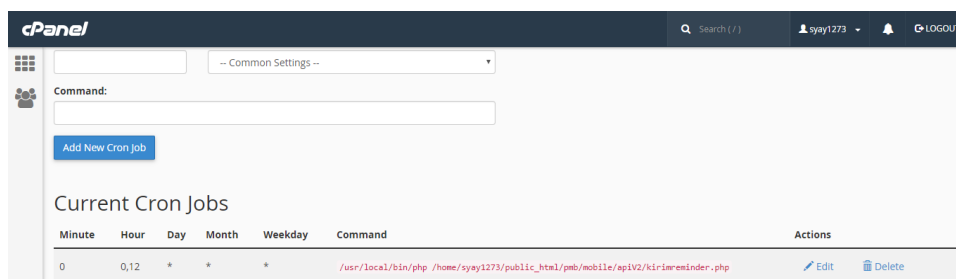 cPanel
Search ( / )
syay1273
LOGOUT
-- Common Settings --
Command:
Add New Cron Job
Current Cron Jobs
Minute Hour Day Month Weekday Command Actions
0 0,12 * * * /usr/local/bin/php /home/syay1273/public_html/pmb/mobile/apiV2/kirimreminder.php Edit Delete